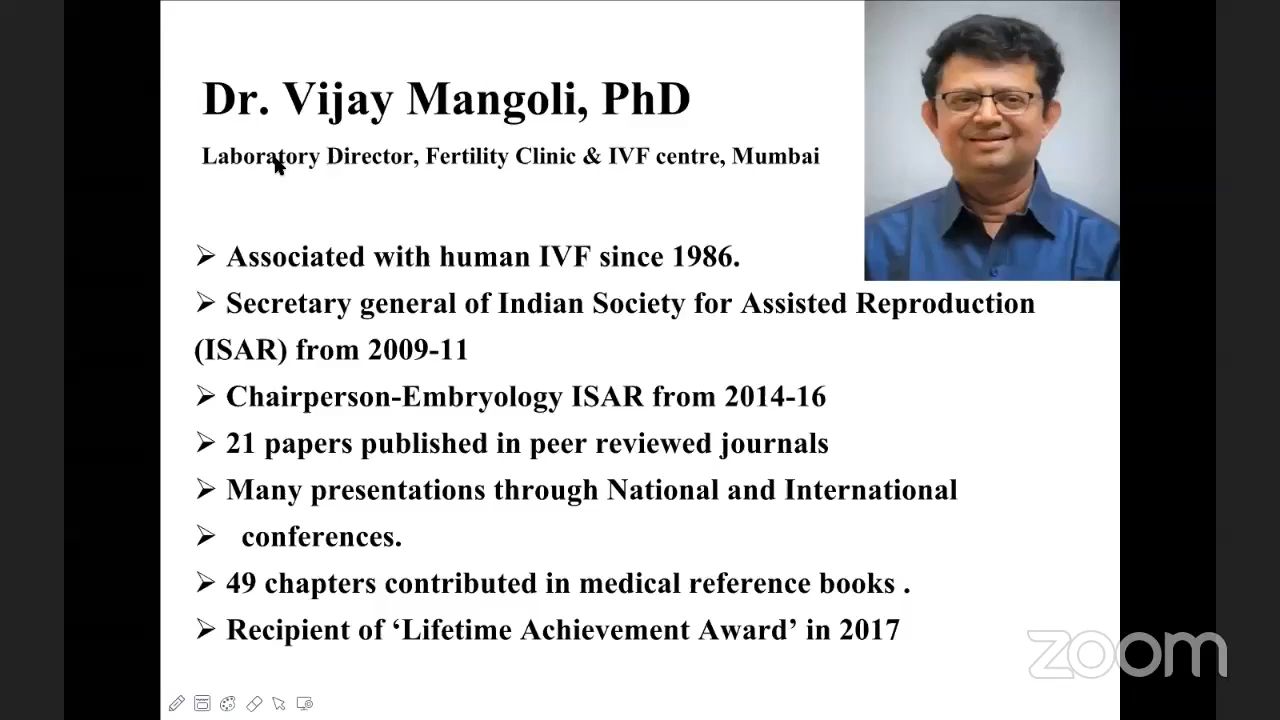 Dr. Vijay Mangoli, PhD
Laboratory Director, Fertility Clinic & IVF centre, Mumbai
➢ Associated with human IVF since 1986.
➢ Secretary general of Indian Society for Assisted Reproduction
(ISAR) from 2009-11
➢ Chairperson-Embryology ISAR from 2014-16
➢ 21 papers published in peer reviewed journals
➢ Many presentations through National and International
➢ conferences.
➢ 49 chapters contributed in medical reference books .
➢ Recipient of ‘Lifetime Achievement Award’ in 2017
zoom